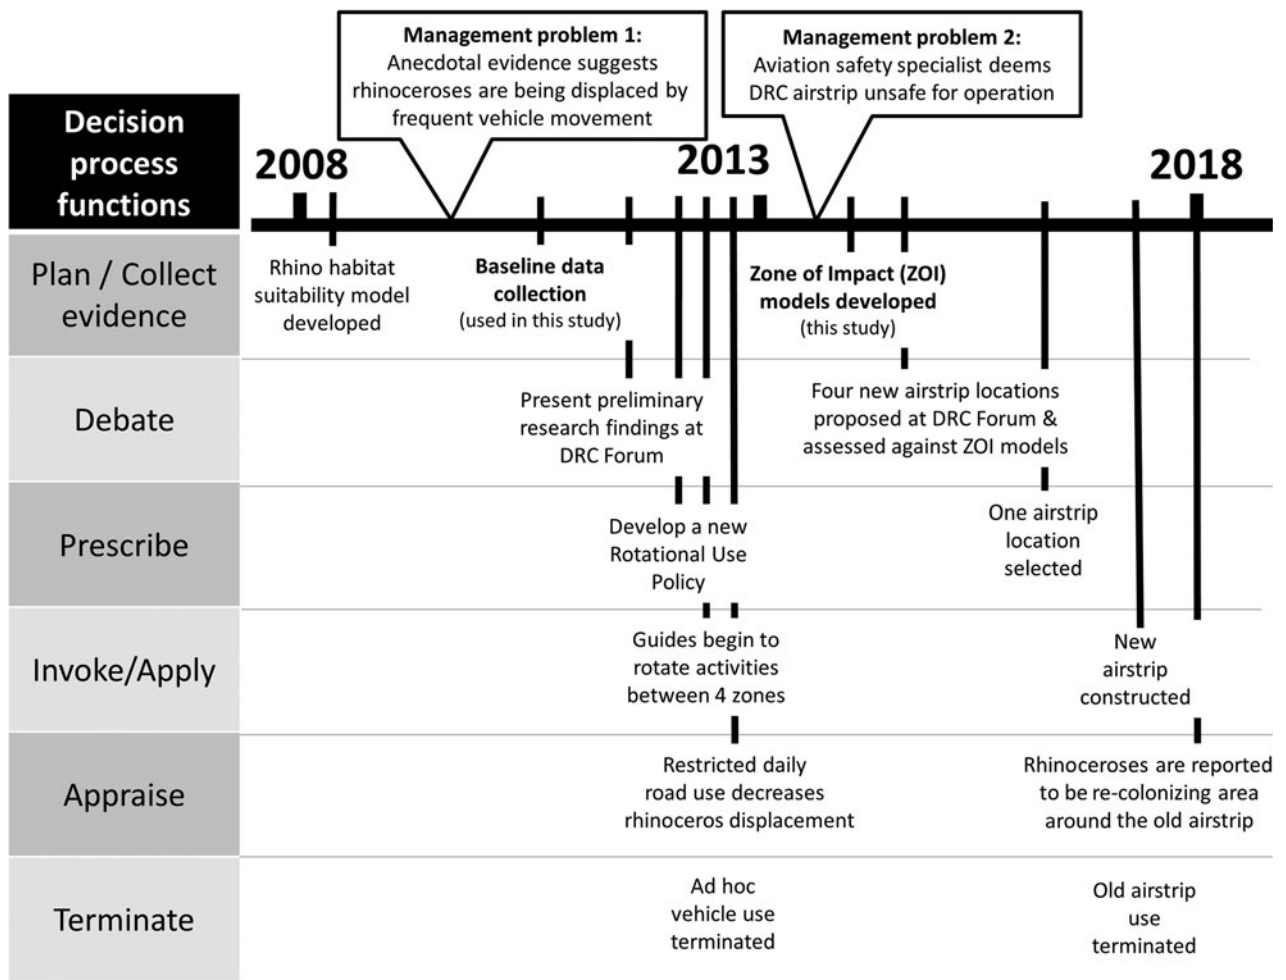 Management problem 1:
Anecdotal evidence suggests
rhinoceroses are being displaced by
frequent vehicle movement
Management problem 2:
Aviation safety specialist deems
DRC airstrip unsafe for operation
Decision
process
functions
2008
2013
2018
Plan / Collect
evidence
Rhino habitat
suitability model
developed
Baseline data
collection
(used in this study)
Zone of Impact (ZOI)
models developed
(this study)
Debate
Present preliminary
research findings at
DRC Forum
Four new airstrip locations
proposed at DRC Forum &
assessed against ZOI models
Prescribe
Develop a new
Rotational Use
Policy
One airstrip
location
selected
Invoke/Apply
Guides begin to
rotate activities
between 4 zones
New
airstrip
constructed
Appraise
Restricted daily
road use decreases
rhinoceros displacement
Rhinoceroses are reported
to be re-colonizing area
around the old airstrip
Terminate
Ad hoc
vehicle use
terminated
Old airstrip
use
terminated